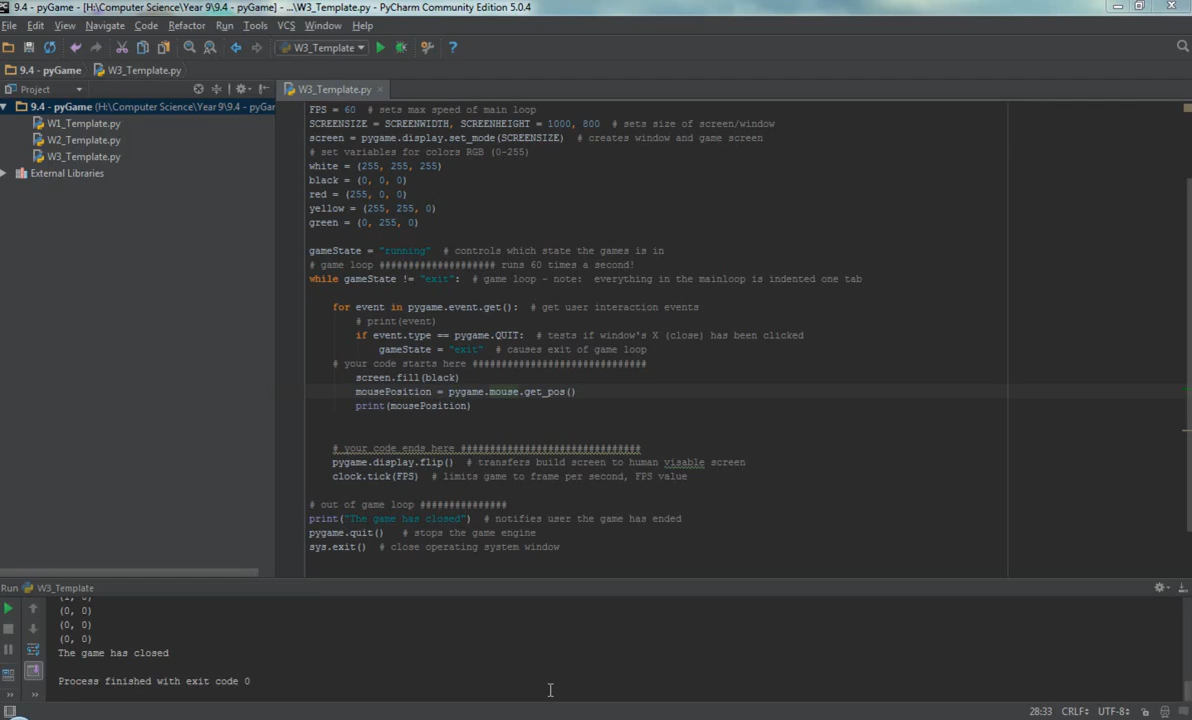 9.4 - pyGame - [H:\Computer Science\Year 9\9.4 - pyGame] - ...\W3_Template.py - PyCharm Community Edition 5.0.4
File Edit View Navigate Code Refactor Run Tools VCS Window Help
W3_Template
9.4 - pyGame W3_Template.py
Project W3_Template.py
9.4 - pyGame (H:\Computer Science\Year 9\9.4 - pyGar
W1_Template.py
W2_Template.py
W3_Template.py
External Libraries
FPS = 60 # sets max speed of main loop
SCREENSIZE = SCREENWIDTH, SCREENHEIGHT = 1000, 800 # sets size of screen/window
screen = pygame.display.set_mode(SCREENSIZE) # creates window and game screen
# set variables for colors RGB (0-255)
white = (255, 255, 255)
black = (0, 0, 0)
red = (255, 0, 0)
yellow = (255, 255, 0)
green = (0, 255, 0)
gameState = "running" # controls which state the games is in
# game loop #################### runs 60 times a second!
while gameState != "exit": # game loop - note: everything in the mainloop is indented one tab
for event in pygame.event.get(): # get user interaction events
# print(event)
if event.type == pygame.QUIT: # tests if window's X (close) has been clicked
gameState = "exit" # causes exit of game loop
# your code starts here ##############################
screen.fill(black)
mousePosition = pygame.mouse.get_pos()
print(mousePosition)
# your code ends here ###############################
pygame.display.flip() # transfers build screen to human visable screen
clock.tick(FPS) # limits game to frame per second, FPS value
# out of game loop ###############
print("The game has closed") # notifies user the game has ended
pygame.quit() # stops the game engine
sys.exit() # close operating system window
Run W3_Template
(1, 0)
(0, 0)
(0, 0)
(0, 0)
The game has closed
Process finished with exit code 0
28:33 CRLF UTF-8